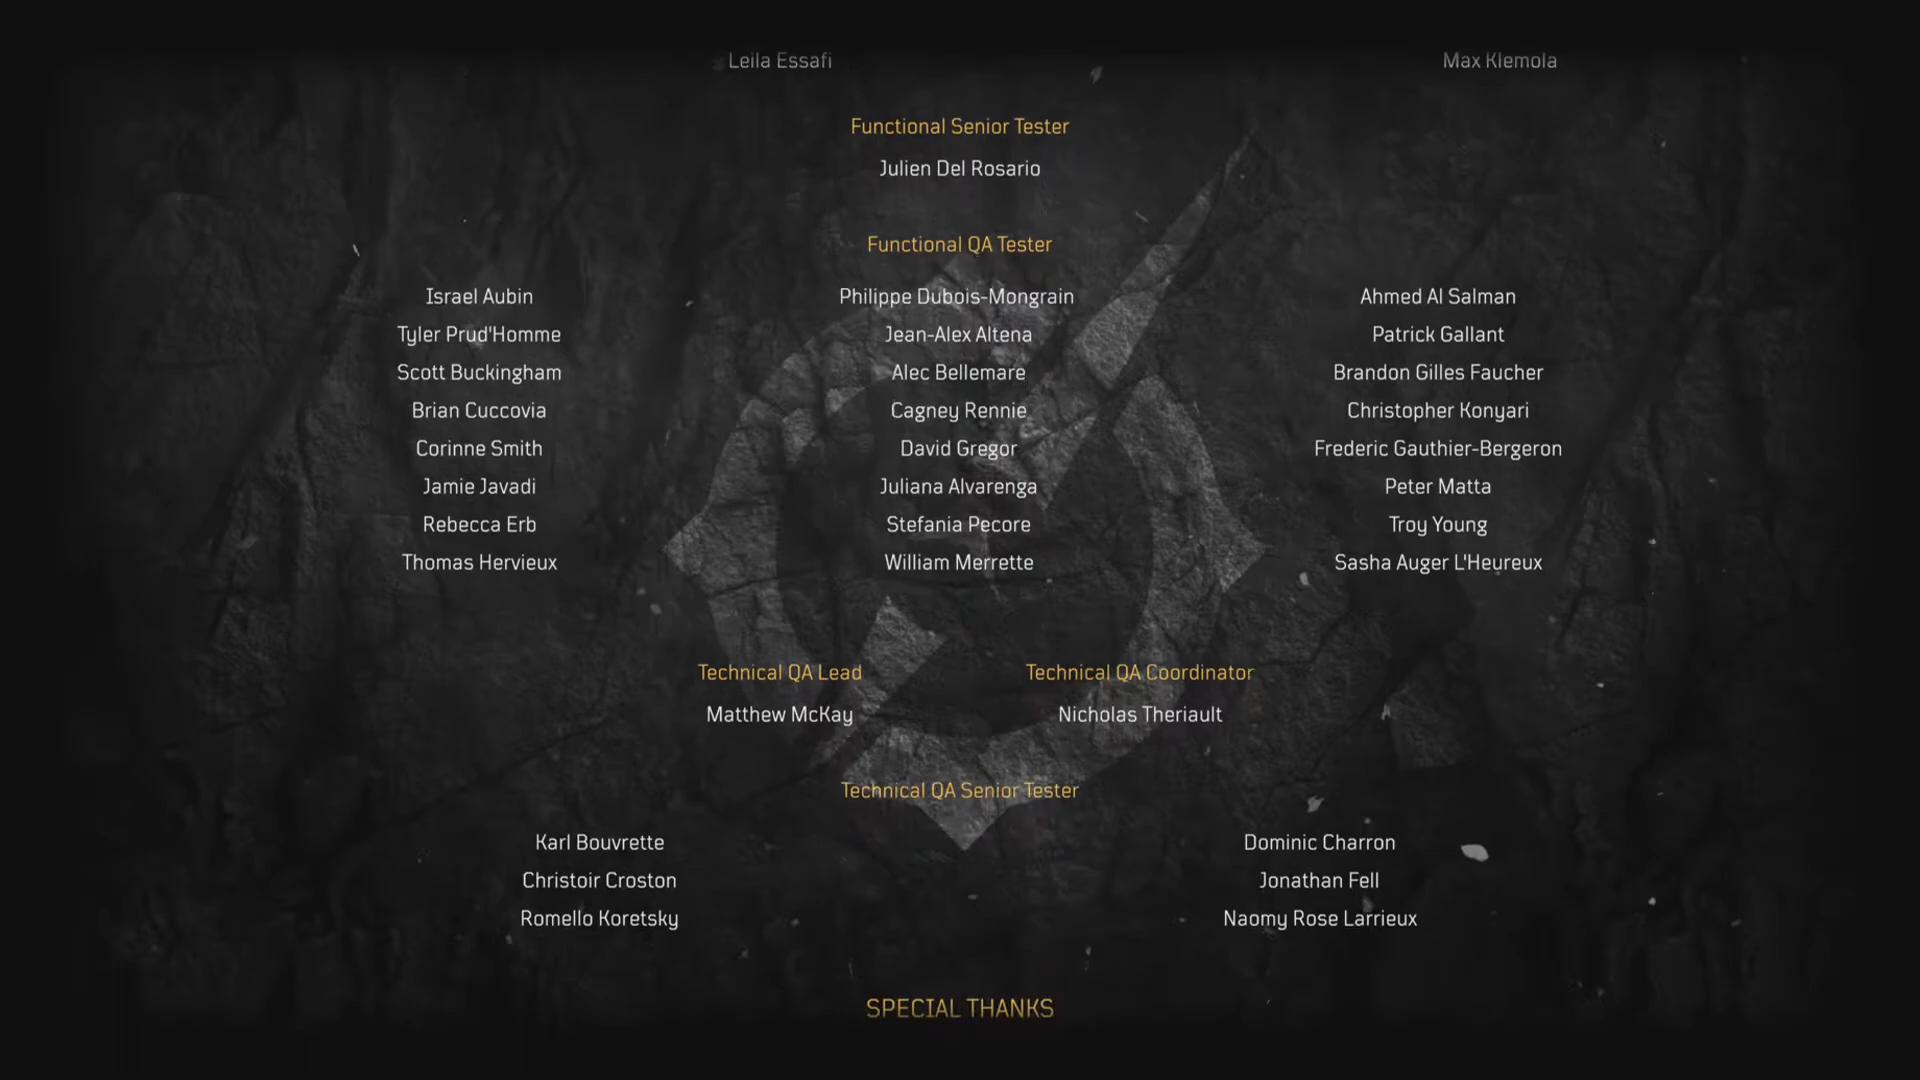 Leila Essafi Max Klemola
Functional Senior Tester
Julien Del Rosario
Functional QA Tester
Israel Aubin Philippe Dubois-Mongrain Ahmed Al Salman
Tyler Prud'Homme Jean-Alex Altena Patrick Gallant
Scott Buckingham Alec Bellemare Brandon Gilles Faucher
Brian Cuccovia Cagney Rennie Christopher Konyari
Corinne Smith David Gregor Frederic Gauthier-Bergeron
Jamie Javadi Juliana Alvarenga Peter Matta
Rebecca Erb Stefania Pecore Troy Young
Thomas Hervieux William Merrette Sasha Auger L'Heureux
Technical QA Lead Technical QA Coordinator
Matthew McKay Nicholas Theriault
Technical QA Senior Tester
Karl Bouvrette Dominic Charron
Christoir Croston Jonathan Fell
Romello Koretsky Naomy Rose Larrieux
SPECIAL THANKS